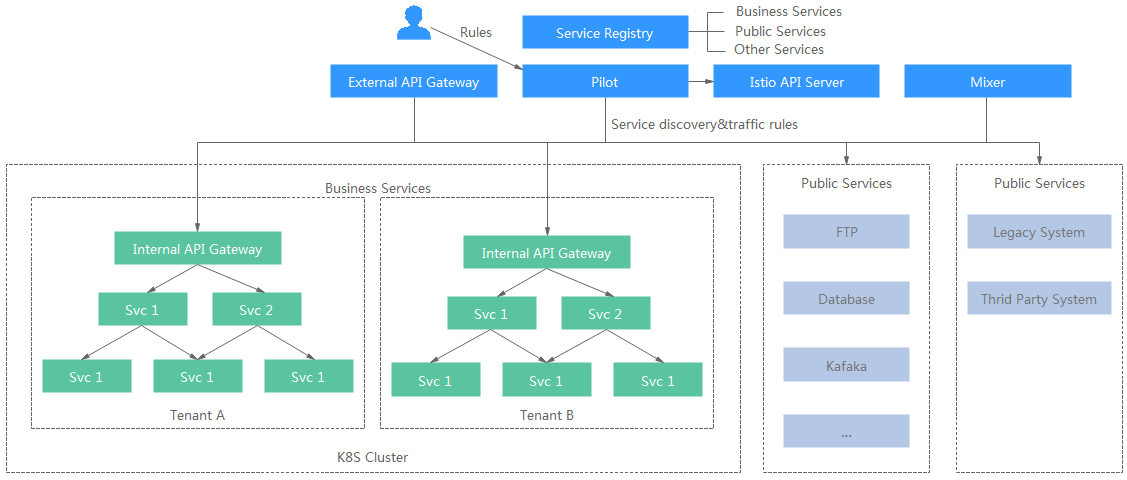 Rules
Service Registry
Business Services
Public Services
Other Services
External API Gateway
Pilot
Istio API Server
Mixer
Service discovery&traffic rules
Business Services
Internal API Gateway
Svc 1
Svc 2
Svc 1
Svc 1
Svc 1
Tenant A
Internal API Gateway
Svc 1
Svc 2
Svc 1
Svc 1
Svc 1
Tenant B
K8S Cluster
Public Services
FTP
Database
Kafaka
...
Public Services
Legacy System
Thrid Party System